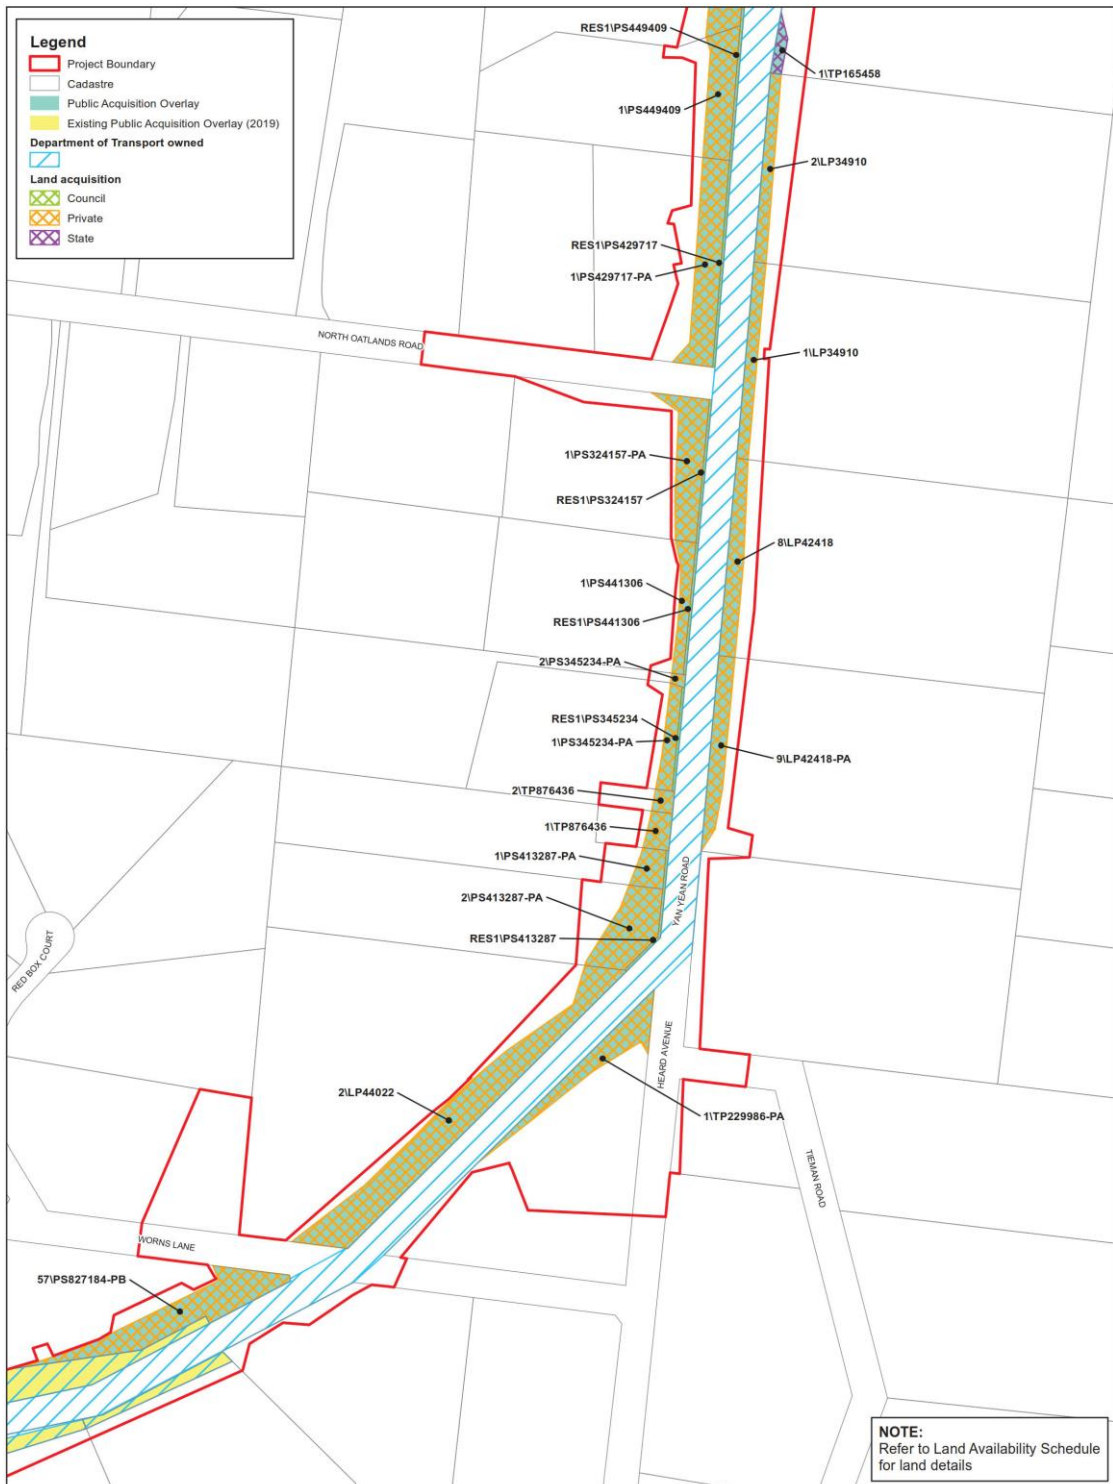 Legend
Project Boundary
Cadastre
Public Acquisition Overlay
Existing Public Acquisition Overlay (2019)
Department of Transport owned
Land acquisition
Council
Private
State
RES1\PS449409
1\TP165458
1\PS449409
2\LP34910
RES1\PS429717
1\PS429717-PA
NORTH OATLANDS ROAD
1\LP34910
1\PS324157-PA
RES1\PS324157
8\LP42418
1\PS441306
RES1\PS441306
2\PS345234-PA
RES1\PS345234
1\PS345234-PA
9\LP42418-PA
2\TP876436
1\TP876436
1\PS413287-PA
YAN YEAN ROAD
2\PS413287-PA
RES1\PS413287
RED BOX COURT
HEARD AVENUE
2\LP44022
1\TP229986-PA
TIEMAN ROAD
WORNS LANE
57\PS827184-PB
NOTE:
Refer to Land Availability Schedule
for land details